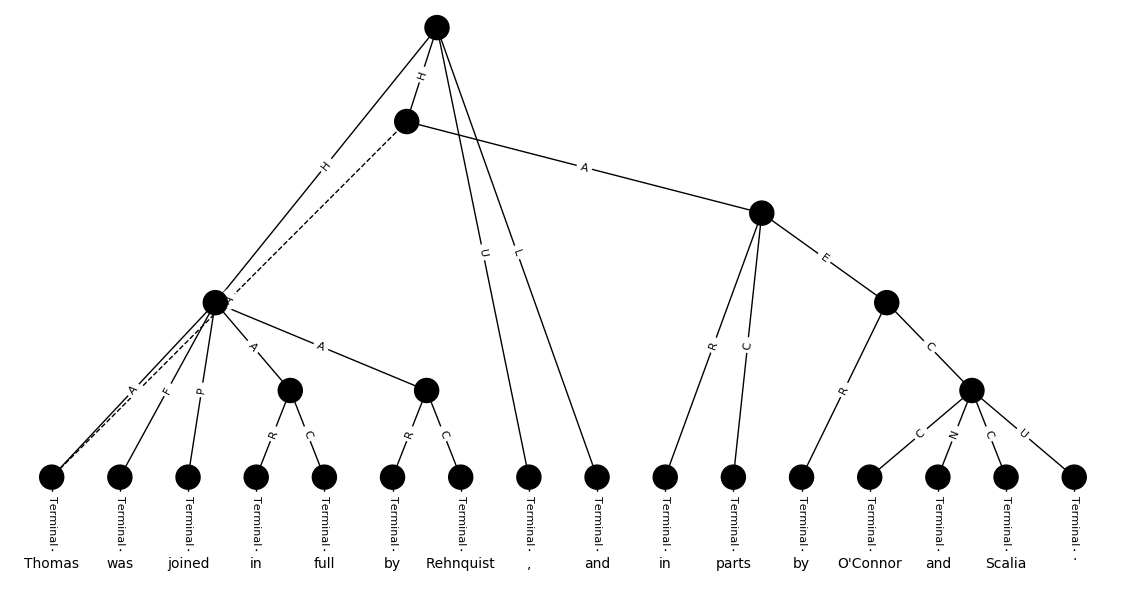 H
H A
H U L
A E
A A R C C
A F P R
R C R C C N C U
Terminal Terminal Terminal Terminal Terminal Terminal Terminal Terminal Terminal Terminal Terminal Terminal Terminal Terminal Terminal Terminal
Thomas was joined in full by Rehnquist , and in parts by O'Connor and Scalia .